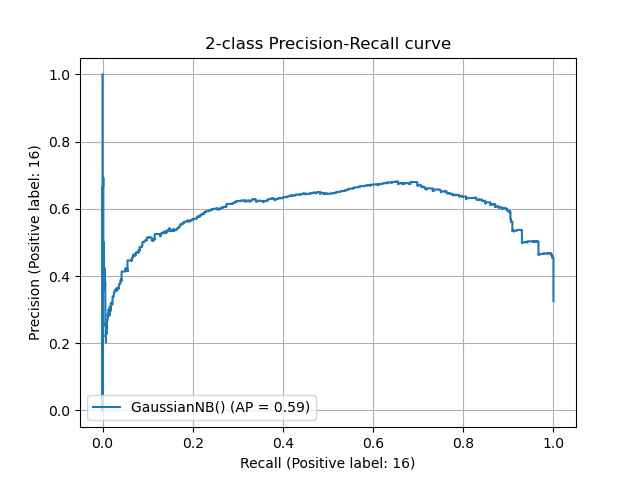 2-class Precision-Recall curve
1.0
0.8
0.6
0.4
0.2
0.0
Precision (Positive label: 16)
GaussianNB() (AP = 0.59)
0.0 0.2 0.4 0.6 0.8 1.0
Recall (Positive label: 16)